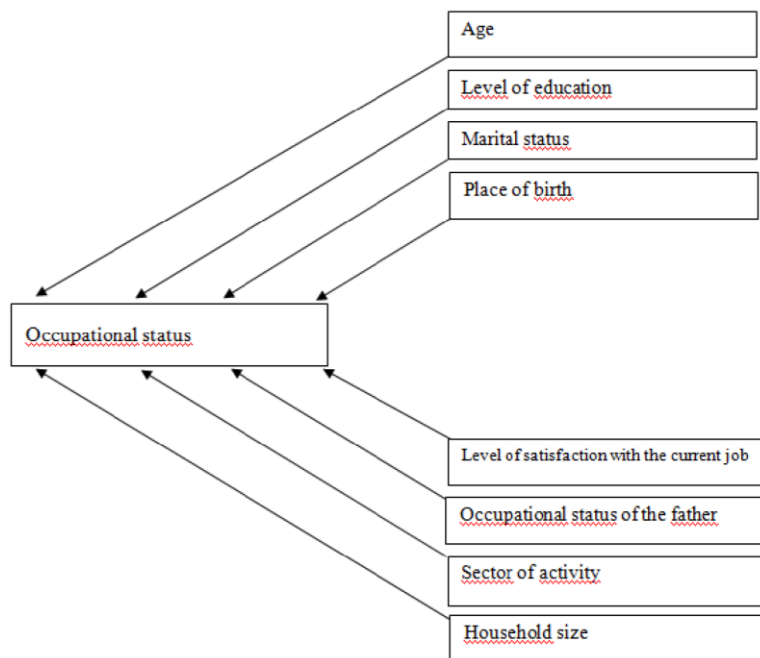 Age
Level of education
Marital status
Place of birth
Occupational status
Level of satisfaction with the current job
Occupational status of the father
Sector of activity
Household size